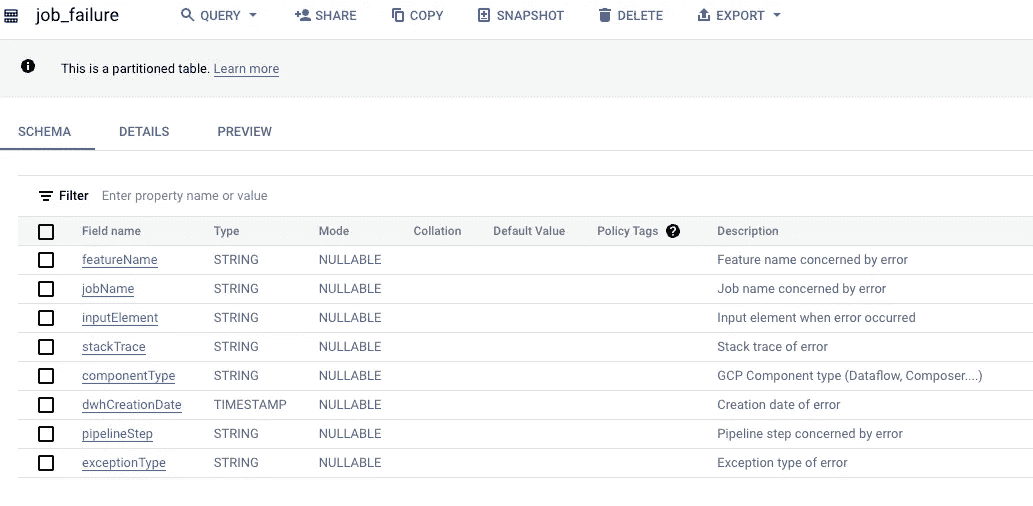 job_failure QUERY SHARE COPY SNAPSHOT DELETE EXPORT
This is a partitioned table. Learn more
SCHEMA DETAILS PREVIEW
Filter Enter property name or value
Field name Type Mode Collation Default Value Policy Tags ? Description
featureName STRING NULLABLE Feature name concerned by error
jobName STRING NULLABLE Job name concerned by error
inputElement STRING NULLABLE Input element when error occurred
stackTrace STRING NULLABLE Stack trace of error
componentType STRING NULLABLE GCP Component type (Dataflow, Composer....)
dwhCreationDate TIMESTAMP NULLABLE Creation date of error
pipelineStep STRING NULLABLE Pipeline step concerned by error
exceptionType STRING NULLABLE Exception type of error